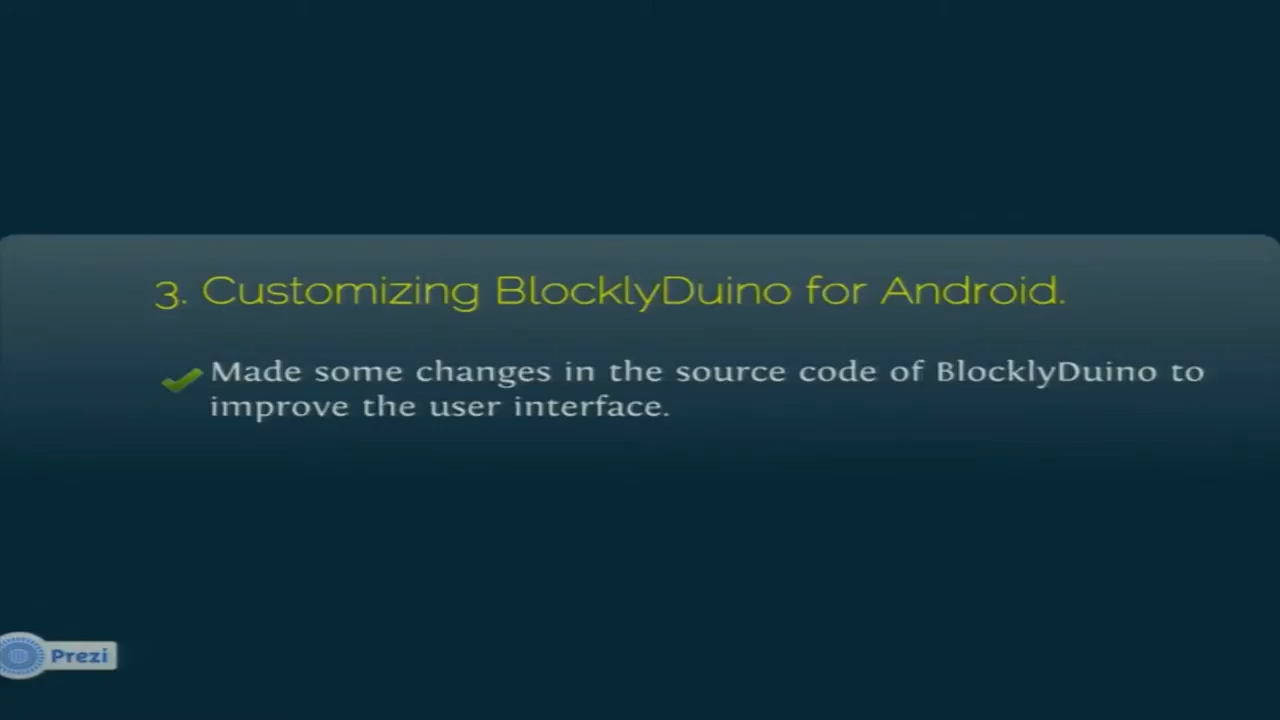 3. Customizing BlocklyDuino for Android.
Made some changes in the source code of BlocklyDuino to
improve the user interface.
Prezi